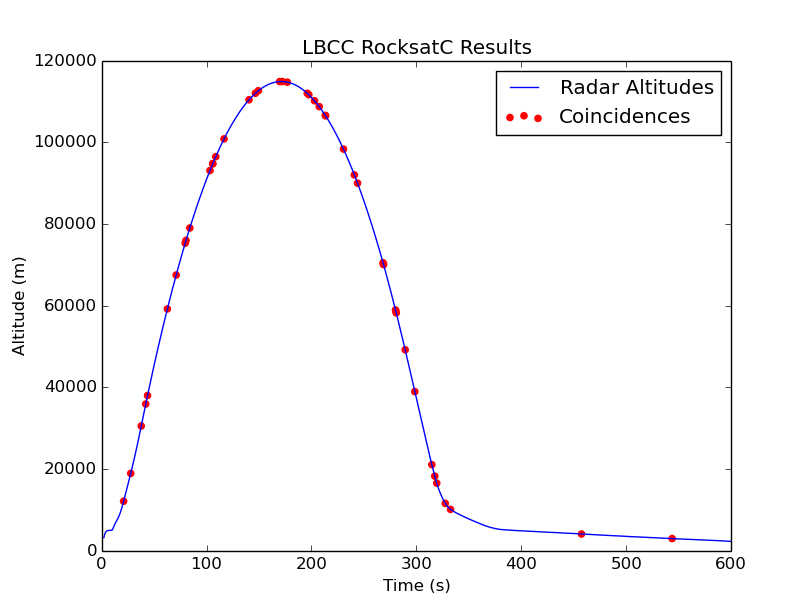 LBCC RocksatC Results
120000
100000
80000
60000
40000
20000
0
Altitude (m)
Radar Altitudes
Coincidences
0 100 200 300 400 500 600
Time (s)